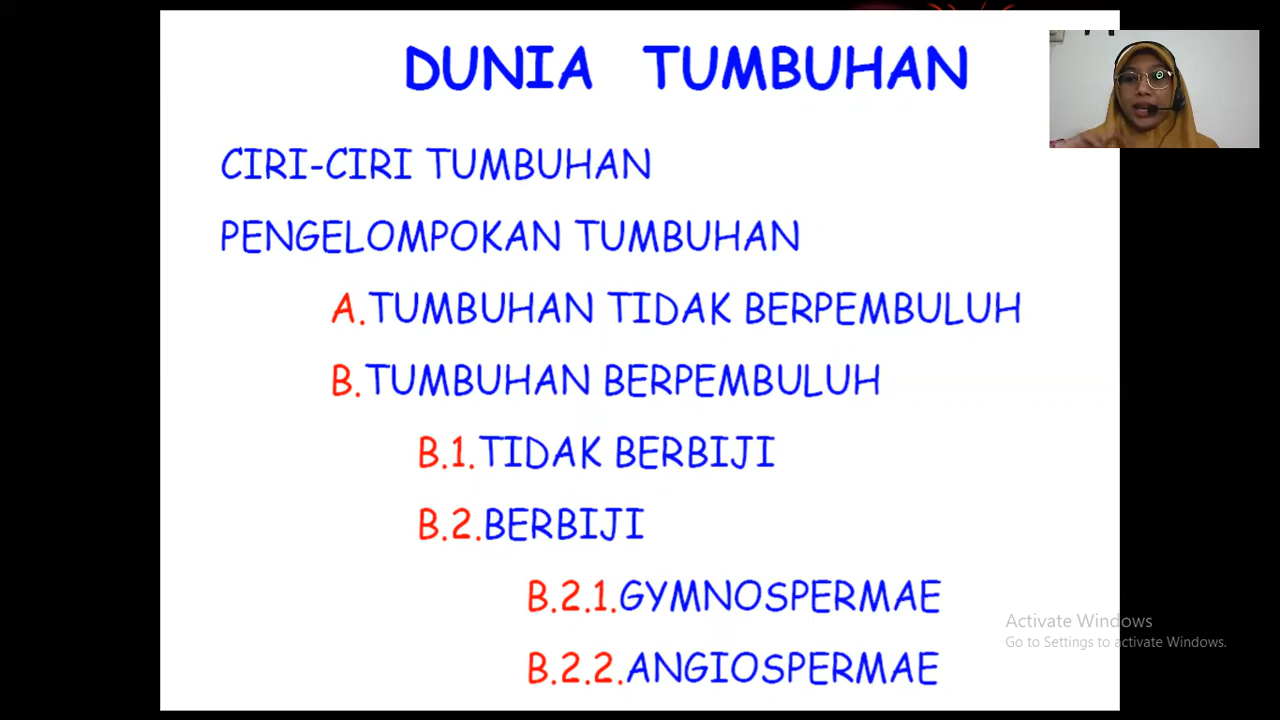 DUNIA TUMBUHAN
CIRI-CIRI TUMBUHAN
PENGELOMPOKAN TUMBUHAN
A.TUMBUHAN TIDAK BERPEMBULUH
B.TUMBUHAN BERPEMBULUH
B.1.TIDAK BERBIJI
B.2.BERBIJI
B.2.1.GYMNOSPERMAE
B.2.2.ANGIOSPERMAE
Activate Windows
Go to Settings to activate Windows.